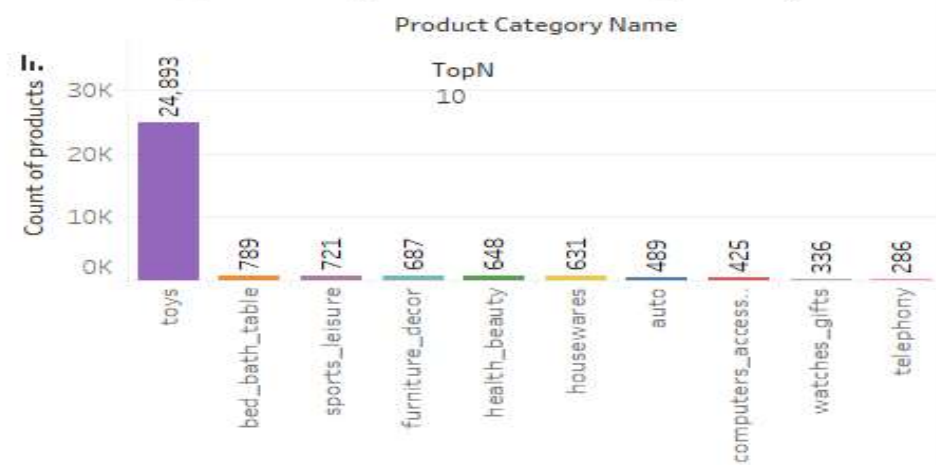 Product Category Name
TopN
10
Count of products
30K
20K
10K
0K
24,893
789
721
687
648
631
489
425
336
286
toys
bed_bath_table
sports_leisure
furniture_decor
health_beauty
housewares
auto
computers_access..
watches_gifts
telephony